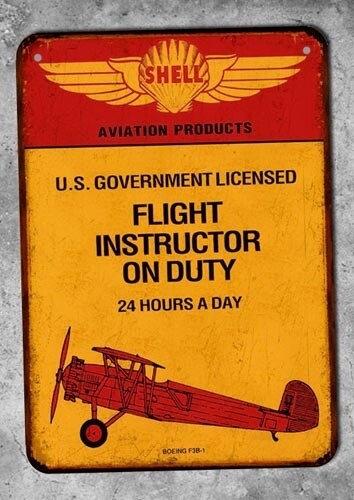 SHELL
AVIATION PRODUCTS
U.S. GOVERNMENT LICENSED
FLIGHT
INSTRUCTOR
ON DUTY
24 HOURS A DAY
BOEING F3B-1